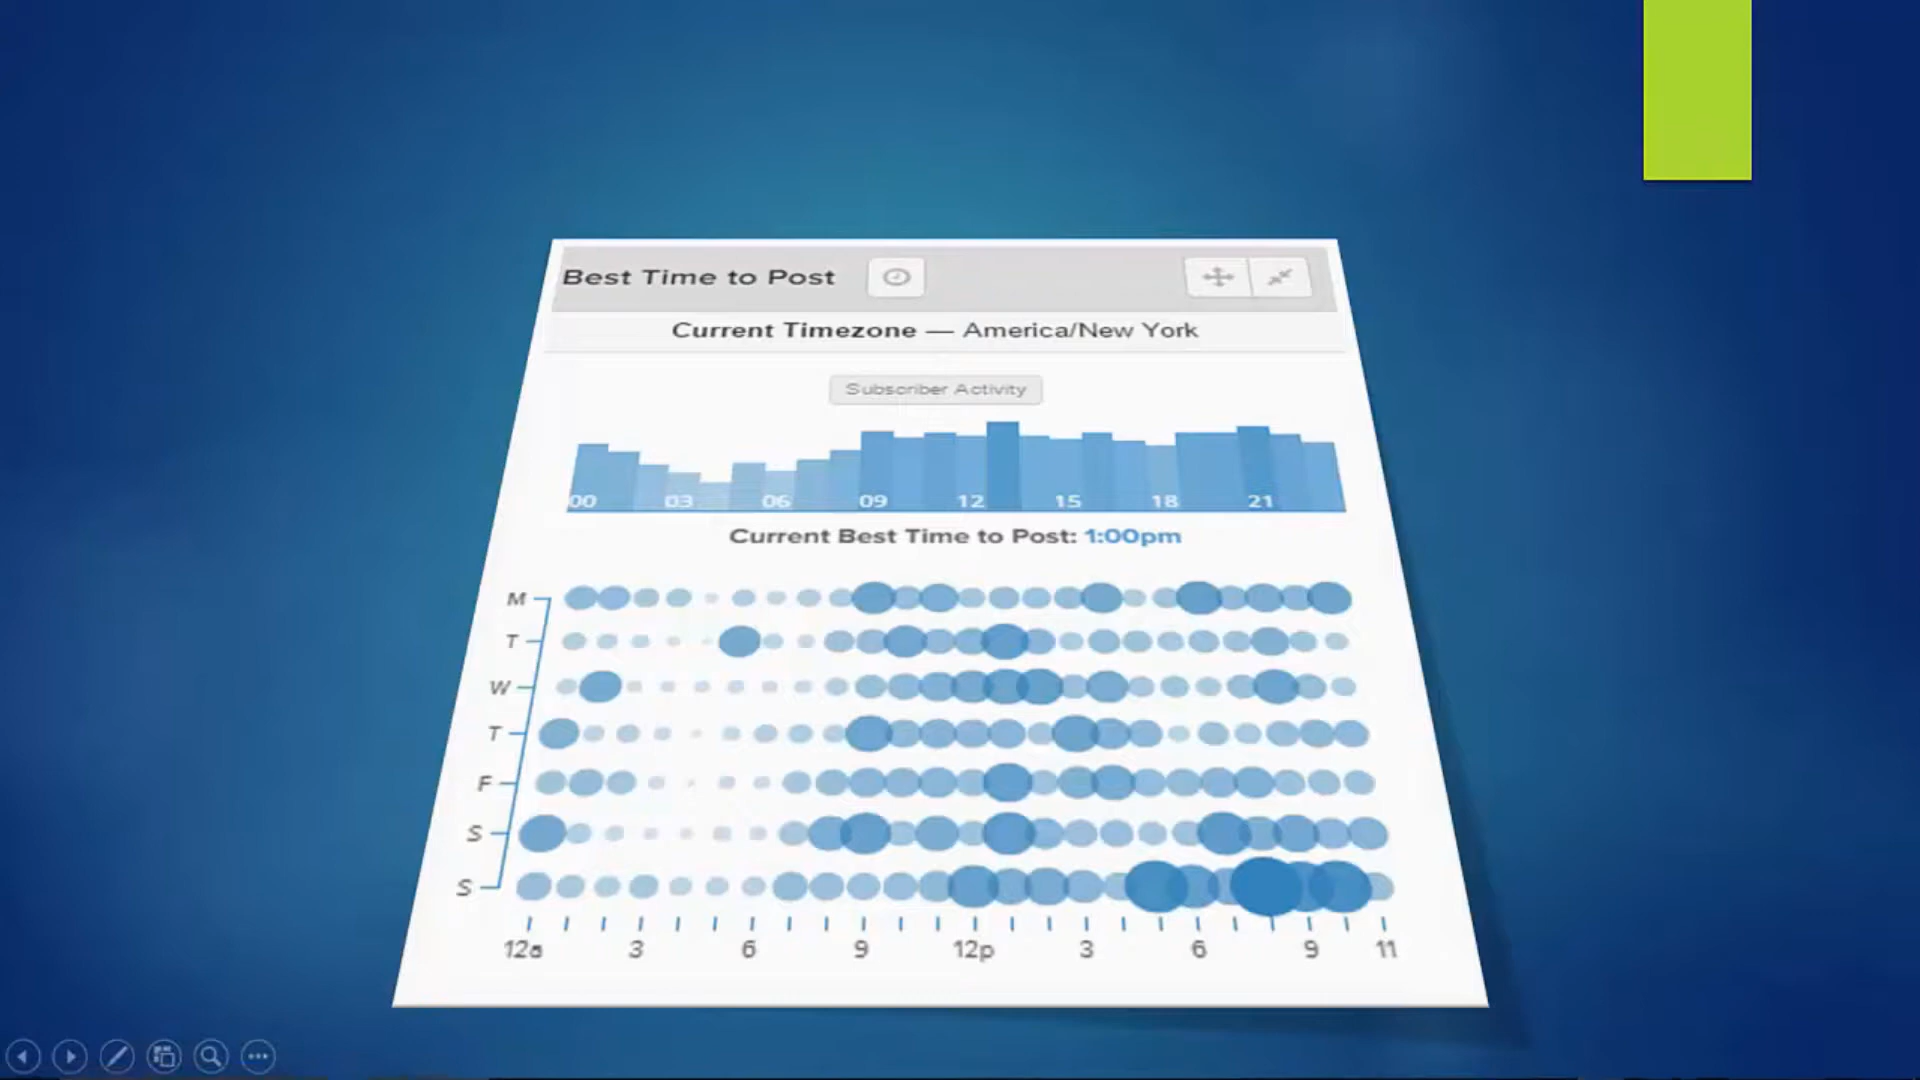 Best Time to Post
Current Timezone — America/New York
Subscriber Activity
00 03 06 09 12 15 18 21
Current Best Time to Post: 1:00pm
M
T
W
T
F
S
S
12a 3 6 9 12p 3 6 9 11